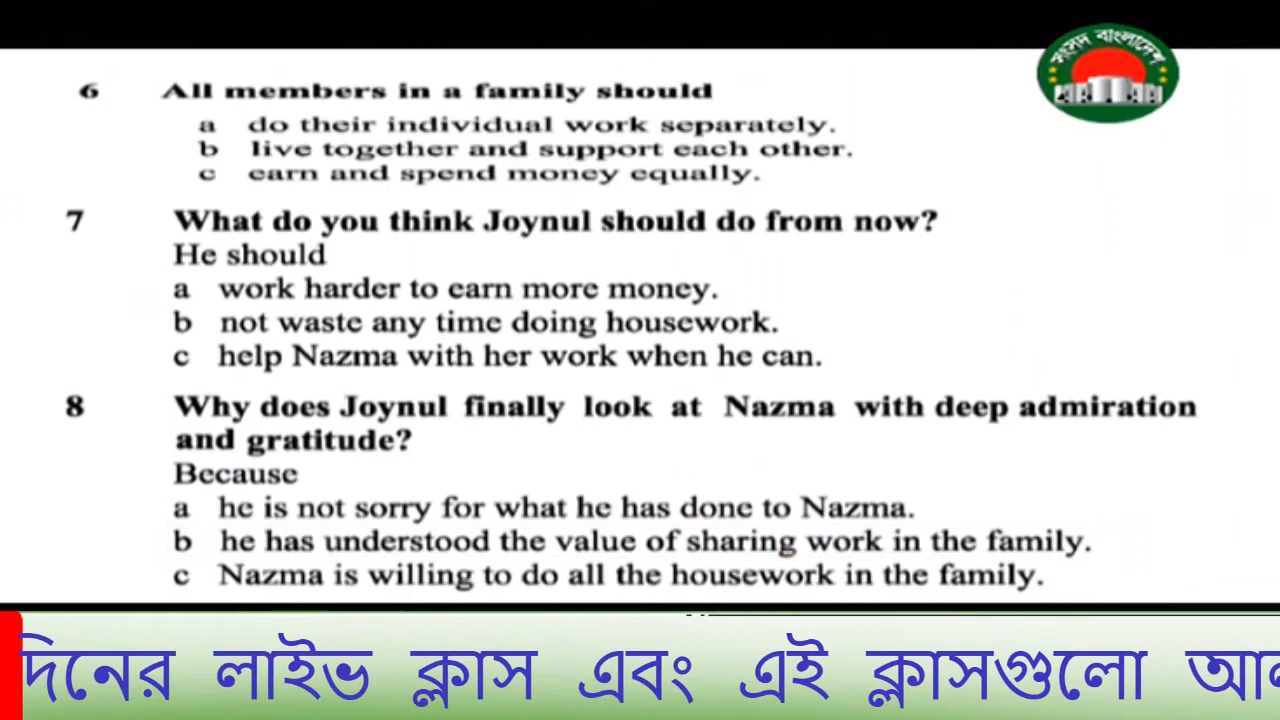 সংসদ বাংলাদেশ
6 All members in a family should
a do their individual work separately.
b live together and support each other.
c earn and spend money equally.
7 What do you think Joynul should do from now?
He should
a work harder to earn more money.
b not waste any time doing housework.
c help Nazma with her work when he can.
8 Why does Joynul finally look at Nazma with deep admiration
and gratitude?
Because
a he is not sorry for what he has done to Nazma.
b he has understood the value of sharing work in the family.
c Nazma is willing to do all the housework in the family.
দিনের লাইভ ক্লাস এবং এই ক্লাসগুলো